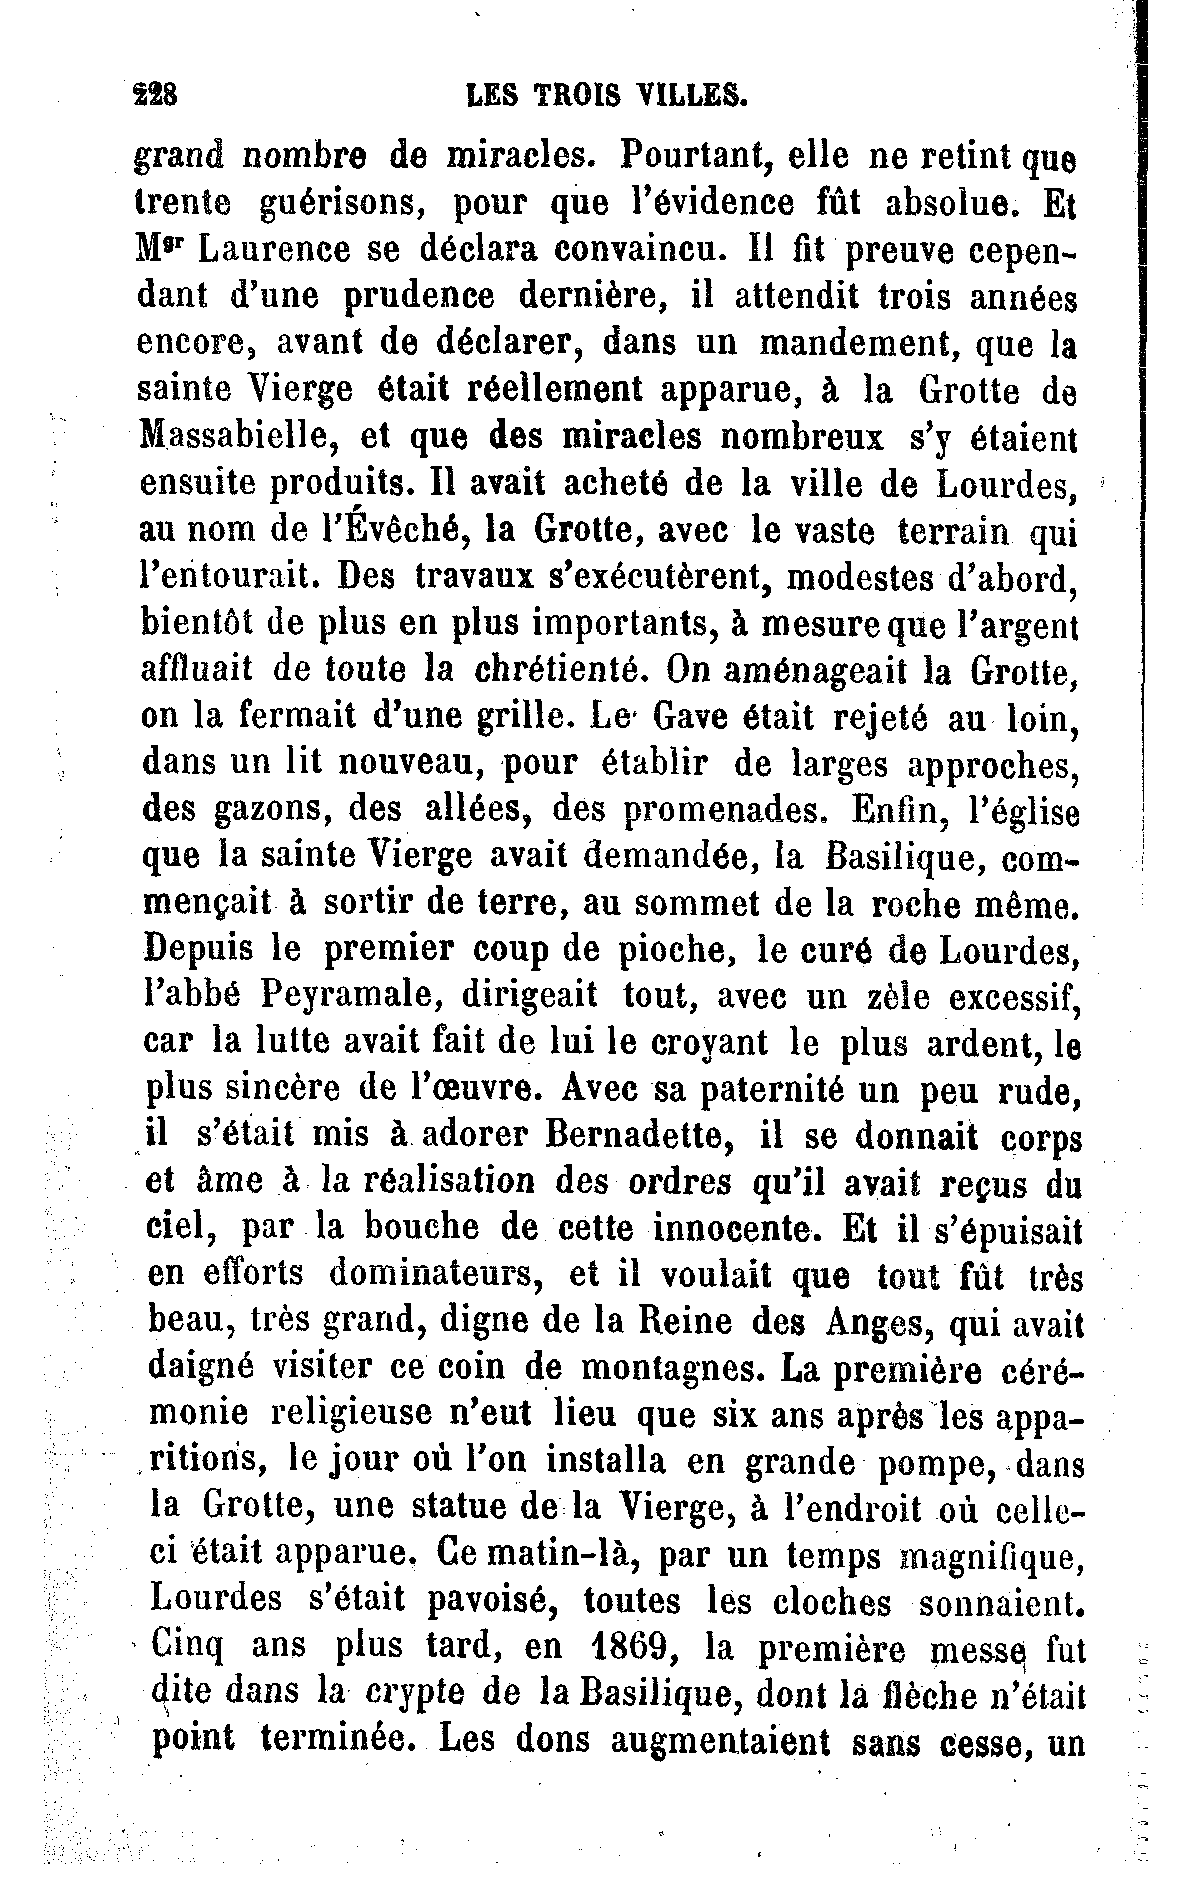 228 LES TROIS VILLES.
grand nombre de miracles. Pourtant, elle ne retint que
trente guérisons, pour que l'évidence fût absolue. Et
Mgr Laurence se déclara convaincu. Il fit preuve cepen-
dant d'une prudence dernière, il attendit trois années
encore, avant de déclarer, dans un mandement, que la
sainte Vierge était réellement apparue, à la Grotte de
Massabielle, et que des miracles nombreux s'y étaient
ensuite produits. Il avait acheté de la ville de Lourdes,
au nom de l'Évêché, la Grotte, avec le vaste terrain qui
l'entourait. Des travaux s'exécutèrent, modestes d'abord,
bientôt de plus en plus importants, à mesure que l'argent
affluait de toute la chrétienté. On aménageait la Grotte,
on la fermait d'une grille. Le Gave était rejeté au loin,
dans un lit nouveau, pour établir de larges approches,
des gazons, des allées, des promenades. Enfin, l'église
que la sainte Vierge avait demandée, la Basilique, com-
mençait à sortir de terre, au sommet de la roche même.
Depuis le premier coup de pioche, le curé de Lourdes,
l'abbé Peyramale, dirigeait tout, avec un zèle excessif,
car la lutte avait fait de lui le croyant le plus ardent, le
plus sincère de l'œuvre. Avec sa paternité un peu rude,
il s'était mis à adorer Bernadette, il se donnait corps
et âme à la réalisation des ordres qu'il avait reçus du
ciel, par la bouche de cette innocente. Et il s'épuisait
en efforts dominateurs, et il voulait que tout fût très
beau, très grand, digne de la Reine des Anges, qui avait
daigné visiter ce coin de montagnes. La première céré-
monie religieuse n'eut lieu que six ans après les appa-
ritions, le jour où l'on installa en grande pompe, dans
la Grotte, une statue de la Vierge, à l'endroit où celle-
ci était apparue. Ce matin-là, par un temps magnifique,
Lourdes s'était pavoisé, toutes les cloches sonnaient.
Cinq ans plus tard, en 1869, la première messe fut
dite dans la crypte de la Basilique, dont la flèche n'était
point terminée. Les dons augmentaient sans cesse, un